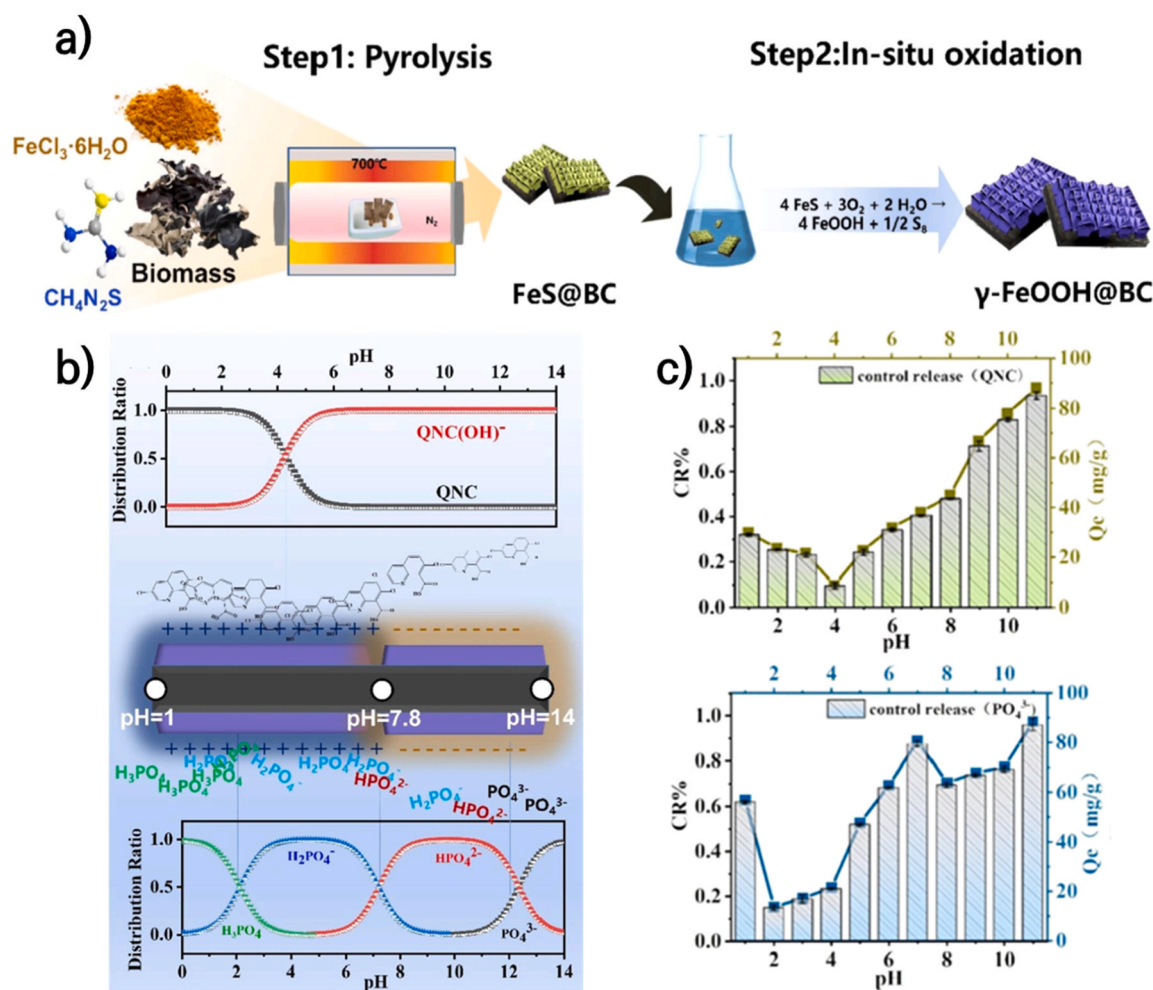 a)
Step1: Pyrolysis
Step2:In-situ oxidation
FeCl₃·6H₂O
CH₄N₂S
Biomass
700℃
N₂
FeS@BC
4 FeS + 3O₂ + 2 H₂O →
4 FeOOH + 1/2 S₈
γ-FeOOH@BC
b)
pH
0 2 4 6 8 10 12 14
Distribution Ratio
1.0
0.5
0.0
QNC(OH)⁻
QNC
+ + + + + + + + + + + + +
pH=1
pH=7.8
pH=14
H₃PO₄
H₃PO₄
H₂PO₄⁻
H₃PO₄
H₃PO₄
H₂PO₄⁻
H₂PO₄⁻
H₂PO₄⁻
HPO₄²⁻
H₂PO₄⁻
HPO₄²⁻
PO₄³⁻
PO₄³⁻
Distribution Ratio
1.0
0.5
0.0
H₃PO₄
H₂PO₄⁻
HPO₄²⁻
PO₄³⁻
0 2 4 6 8 10 12 14
pH
c)
2 4 6 8 10
control release（QNC）
CR%
1.0
0.8
0.6
0.4
0.2
0.0
100
80
60
40
20
0
Qe（mg/g）
2 4 6 8 10
pH
2 4 6 8 10
control release（PO₄³⁻）
CR%
1.0
0.8
0.6
0.4
0.2
0.0
100
80
60
40
20
0
Qe（mg/g）
2 4 6 8 10
pH